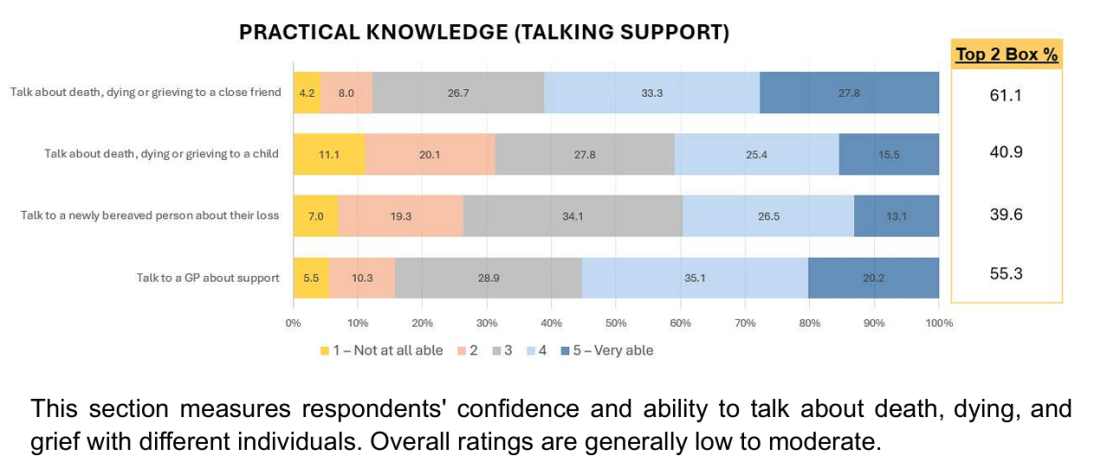 PRACTICAL KNOWLEDGE (TALKING SUPPORT)
Top 2 Box %
Talk about death, dying or grieving to a close friend 4.2 8.0 26.7 33.3 27.8 61.1
Talk about death, dying or grieving to a child 11.1 20.1 27.8 25.4 15.5 40.9
Talk to a newly bereaved person about their loss 7.0 19.3 34.1 26.5 13.1 39.6
Talk to a GP about support 5.5 10.3 28.9 35.1 20.2 55.3
0% 10% 20% 30% 40% 50% 60% 70% 80% 90% 100%
1 – Not at all able 2 3 4 5 – Very able
This section measures respondents' confidence and ability to talk about death, dying, and
grief with different individuals. Overall ratings are generally low to moderate.